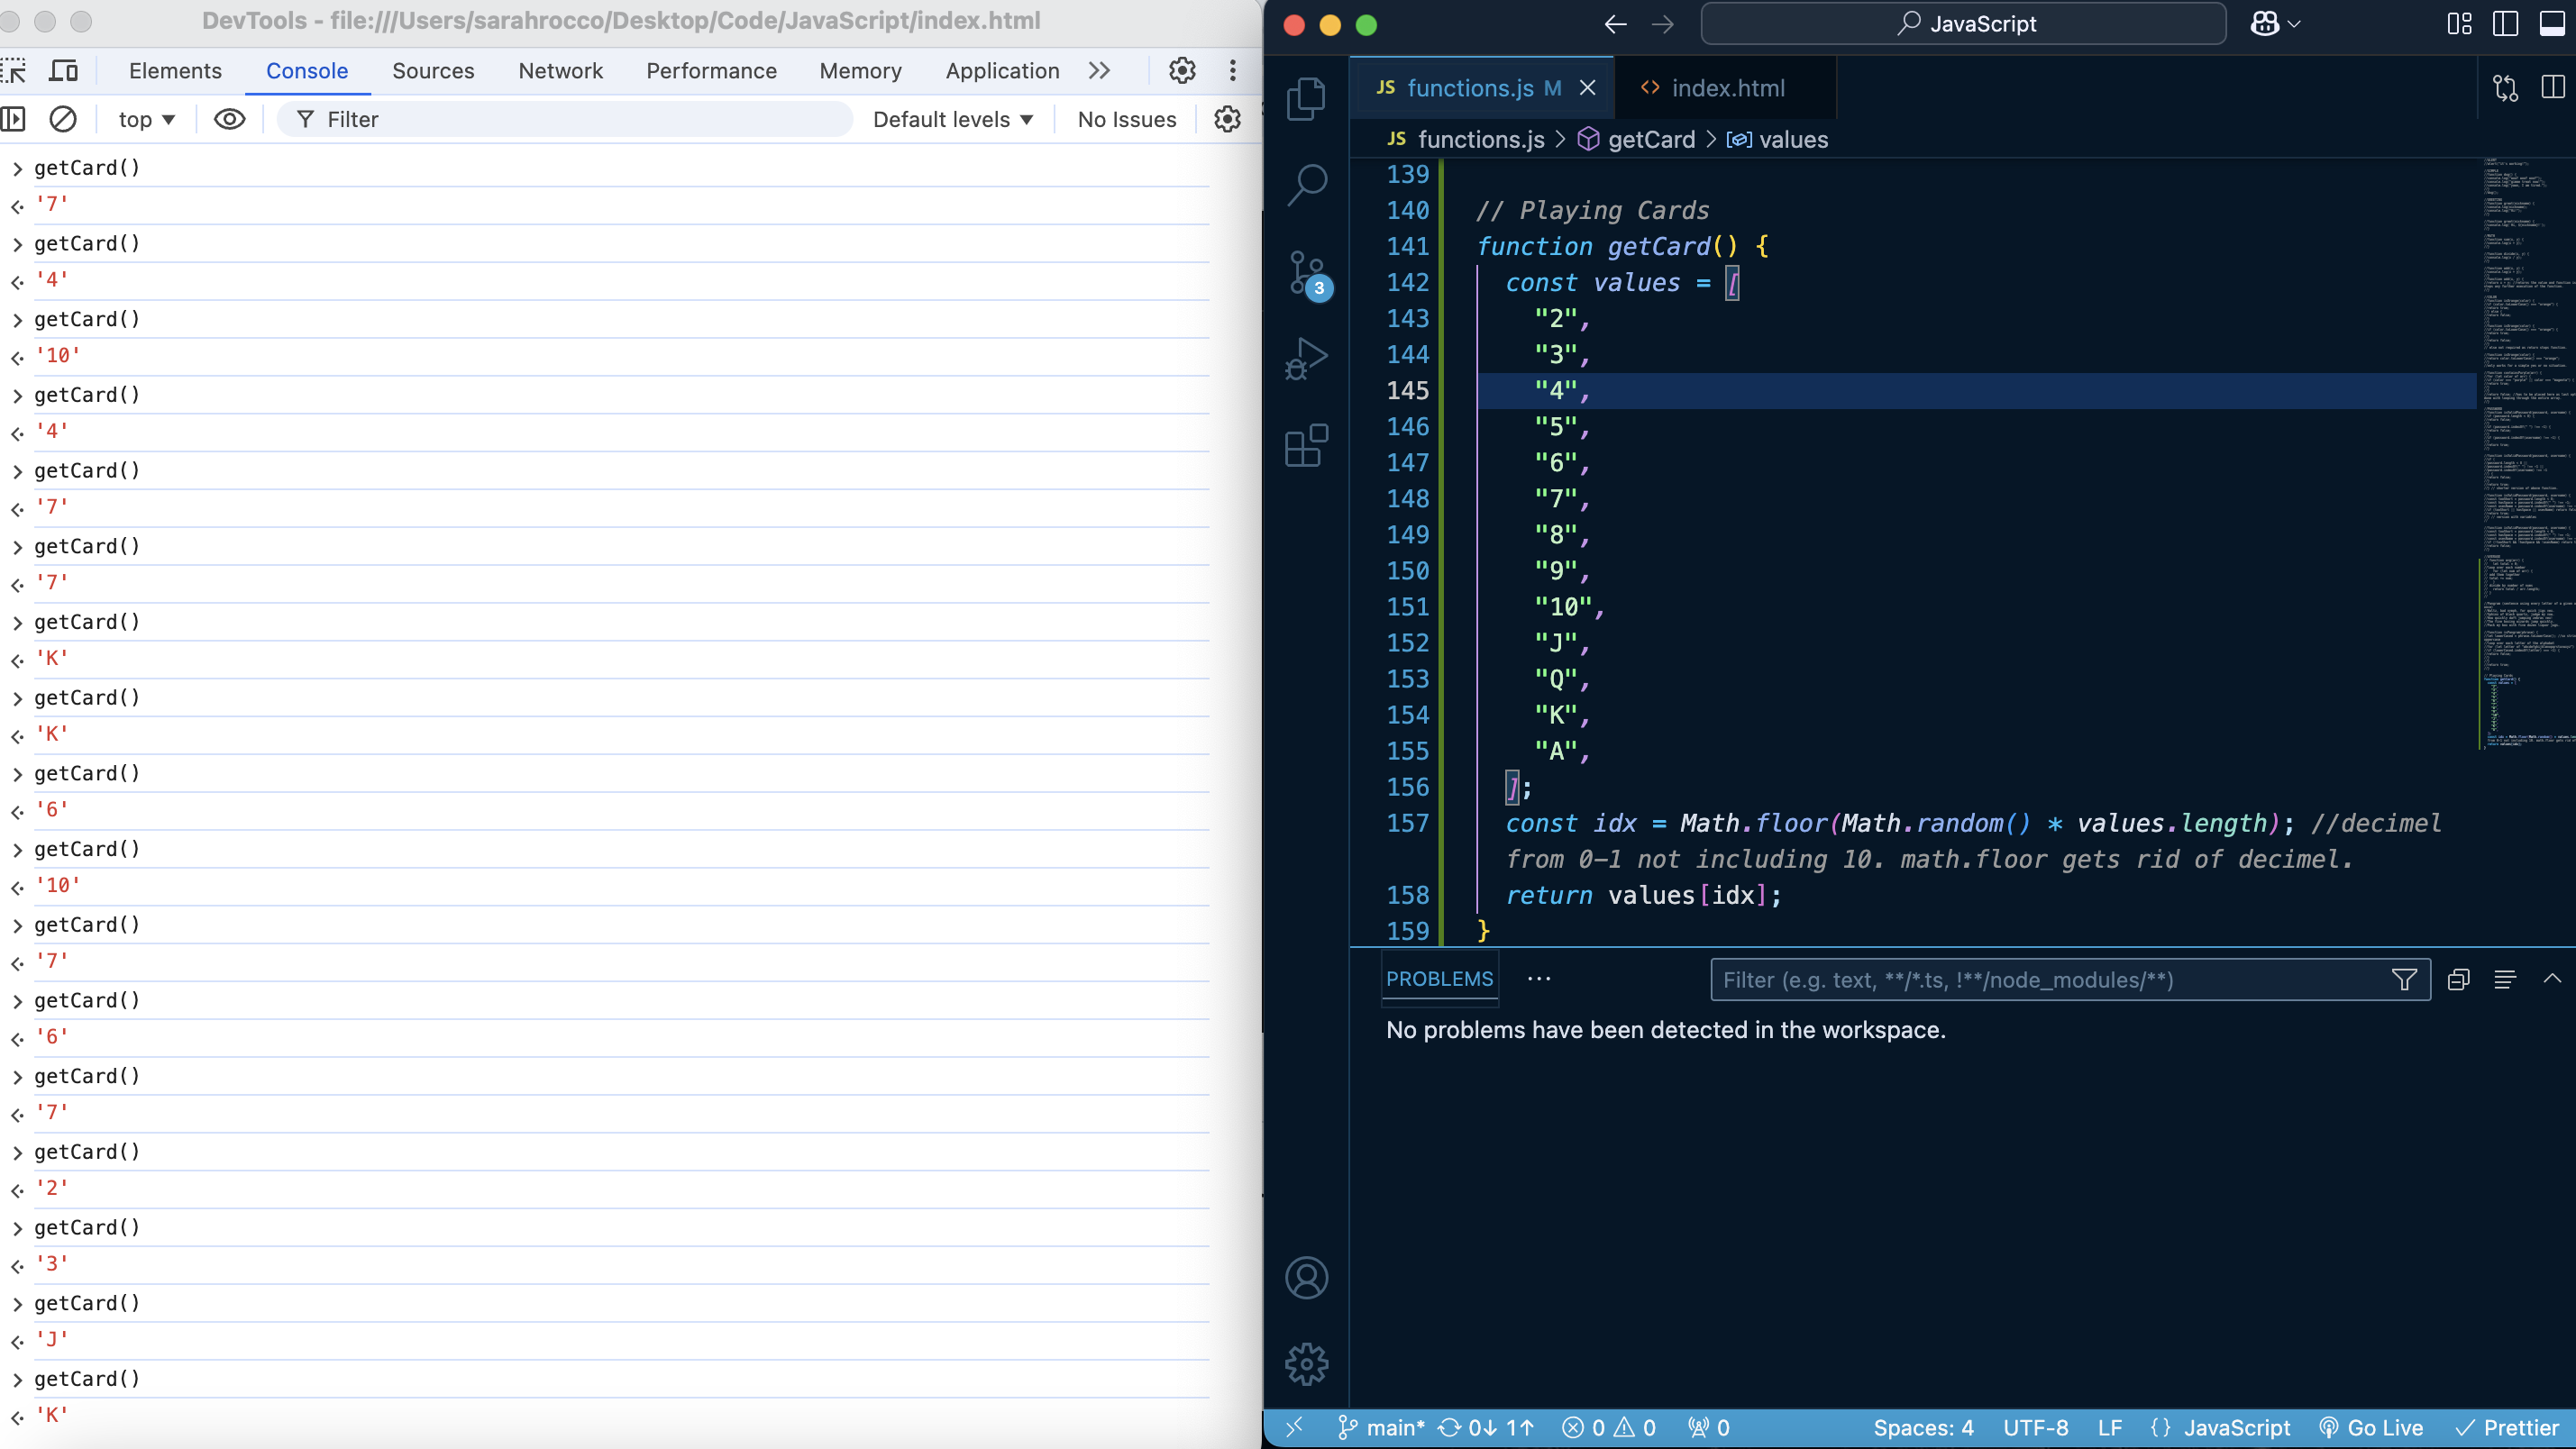 DevTools - file:///Users/sarahrocco/Desktop/Code/JavaScript/index.html
Elements Console Sources Network Performance Memory Application
top Filter Default levels No Issues
getCard()
'7'
getCard()
'4'
getCard()
'10'
getCard()
'4'
getCard()
'7'
getCard()
'7'
getCard()
'K'
getCard()
'K'
getCard()
'6'
getCard()
'10'
getCard()
'7'
getCard()
'6'
getCard()
'7'
getCard()
'2'
getCard()
'3'
getCard()
'J'
getCard()
'K'
JavaScript
JS functions.js M index.html
JS functions.js > getCard > values
3
139
140 // Playing Cards
141 function getCard() {
142 const values = [
143 "2",
144 "3",
145 "4",
146 "5",
147 "6",
148 "7",
149 "8",
150 "9",
151 "10",
152 "J",
153 "Q",
154 "K",
155 "A",
156 ];
157 const idx = Math.floor(Math.random() * values.length); //decimel
from 0-1 not including 10. math.floor gets rid of decimel.
158 return values[idx];
159 }
PROBLEMS ··· Filter (e.g. text, **/*.ts, !**/node_modules/**)
No problems have been detected in the workspace.
main* 0↓ 1↑ 0 0 0 Spaces: 4 UTF-8 LF {} JavaScript Go Live Prettier